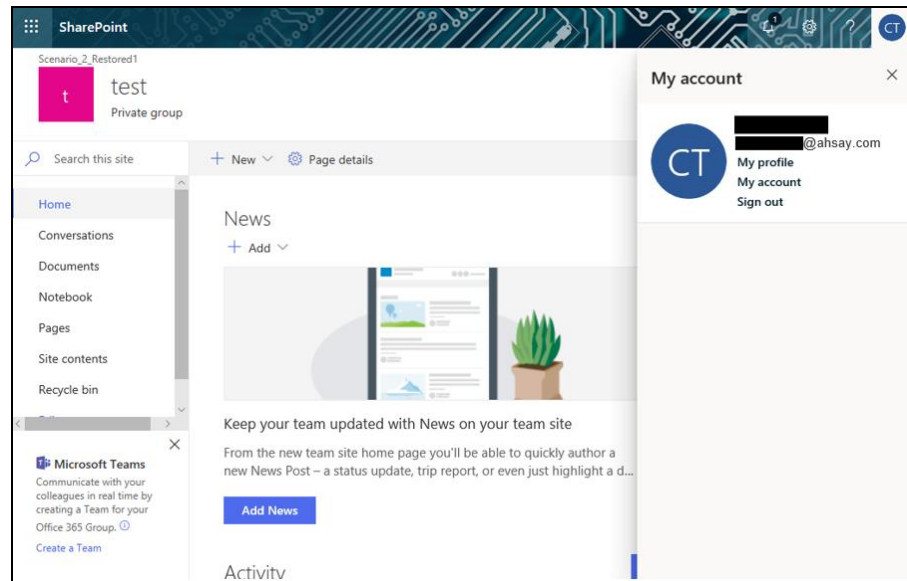 SharePoint
1
?
CT
Scenario_2_Restored1
t
test
Private group
Search this site
+ New
Page details
Home
Conversations
Documents
Notebook
Pages
Site contents
Recycle bin
Microsoft Teams
Communicate with your
colleagues in real time by
creating a Team for your
Office 365 Group.
Create a Team
News
+ Add
Keep your team updated with News on your team site
From the new team site home page you'll be able to quickly author a
new News Post – a status update, trip report, or even just highlight a d...
Add News
Activity
My account
CT
@ahsay.com
My profile
My account
Sign out